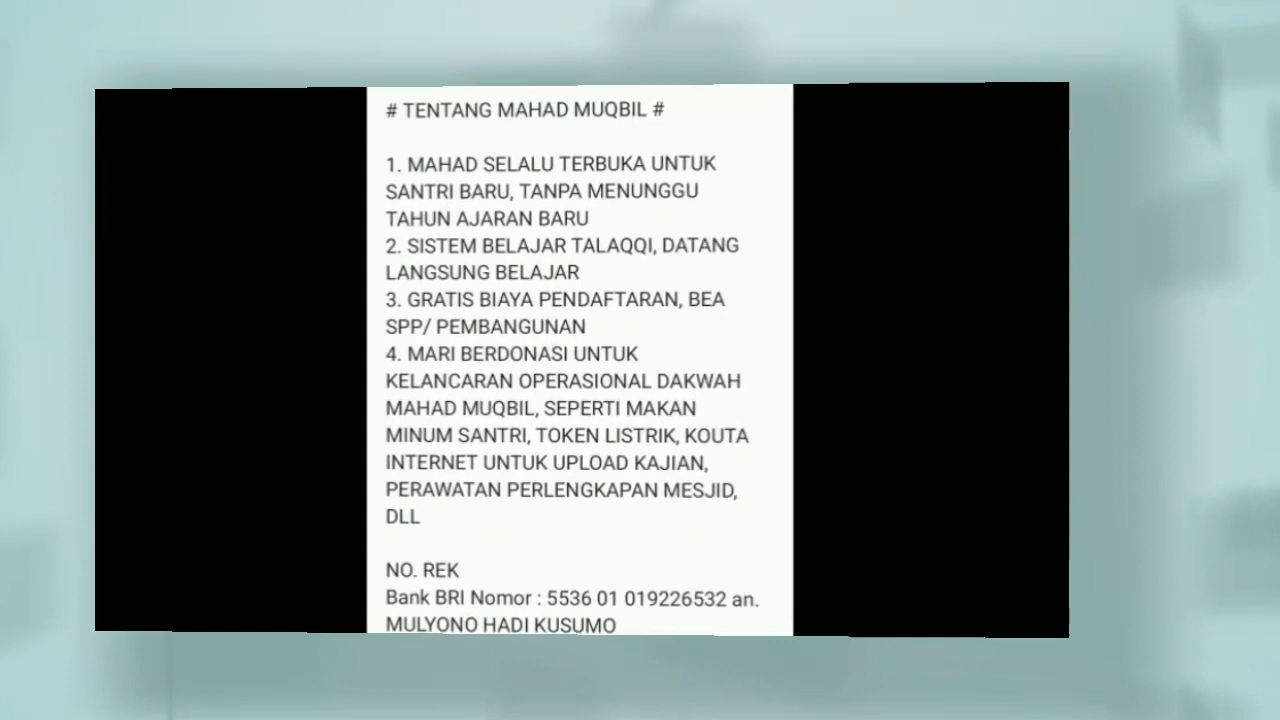 # TENTANG MAHAD MUQBIL #
1. MAHAD SELALU TERBUKA UNTUK
SANTRI BARU, TANPA MENUNGGU
TAHUN AJARAN BARU
2. SISTEM BELAJAR TALAQQI, DATANG
LANGSUNG BELAJAR
3. GRATIS BIAYA PENDAFTARAN, BEA
SPP/ PEMBANGUNAN
4. MARI BERDONASI UNTUK
KELANCARAN OPERASIONAL DAKWAH
MAHAD MUQBIL, SEPERTI MAKAN
MINUM SANTRI, TOKEN LISTRIK, KOUTA
INTERNET UNTUK UPLOAD KAJIAN,
PERAWATAN PERLENGKAPAN MESJID,
DLL
NO. REK
Bank BRI Nomor : 5536 01 019226532 an.
MULYONO HADI KUSUMO